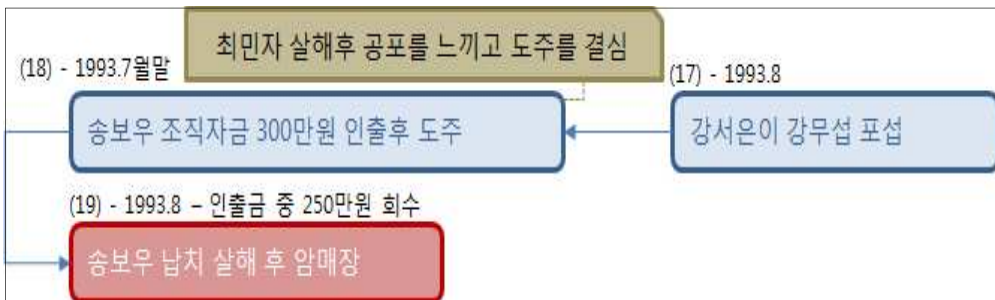 최민자 살해후 공포를 느끼고 도주를 결심
(18) - 1993.7월말
(17) - 1993.8
송보우 조직자금 300만원 인출후 도주
강서은이 강무섭 포섭
(19) - 1993.8 – 인출금 중 250만원 회수
송보우 납치 살해 후 암매장